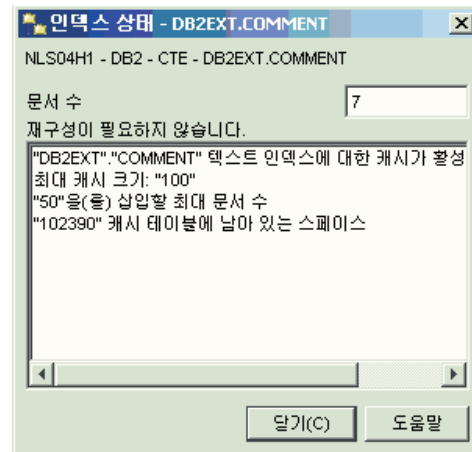 인덱스 상태 - DB2EXT.COMMENT
NLS04H1 - DB2 - CTE - DB2EXT.COMMENT
문서 수 7
재구성이 필요하지 않습니다.
"DB2EXT"."COMMENT" 텍스트 인덱스에 대한 캐시가 활성
최대 캐시 크기: "100"
"50"을(를) 삽입할 최대 문서 수
"102390" 캐시 테이블에 남아 있는 스페이스
닫기(C) 도움말